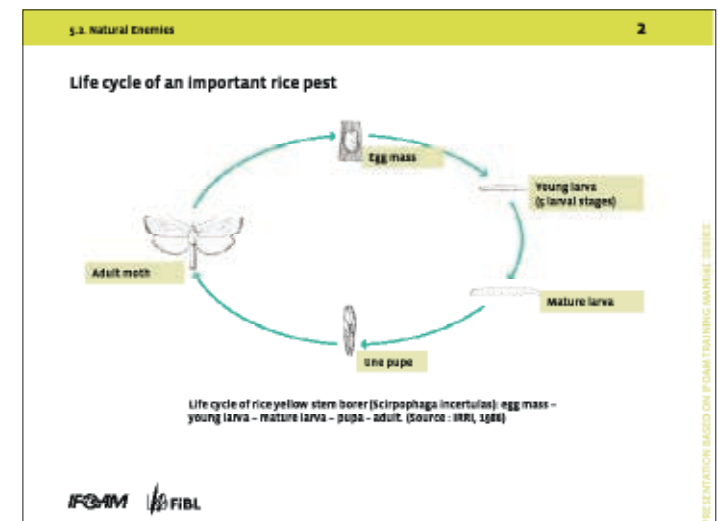 5.2. Natural Enemies
2
Life cycle of an important rice pest
Egg mass
Young larva
(5 larval stages)
Adult moth
Mature larva
Une pupe
Life cycle of rice yellow stem borer (Scirpophaga incertulas): egg mass –
young larva – mature larva – pupa - adult. (Source : IRRI, 1986)
IFOAM
FiBL
PRESENTATION BASED ON IFOAM TRAINING MANUAL SERIES